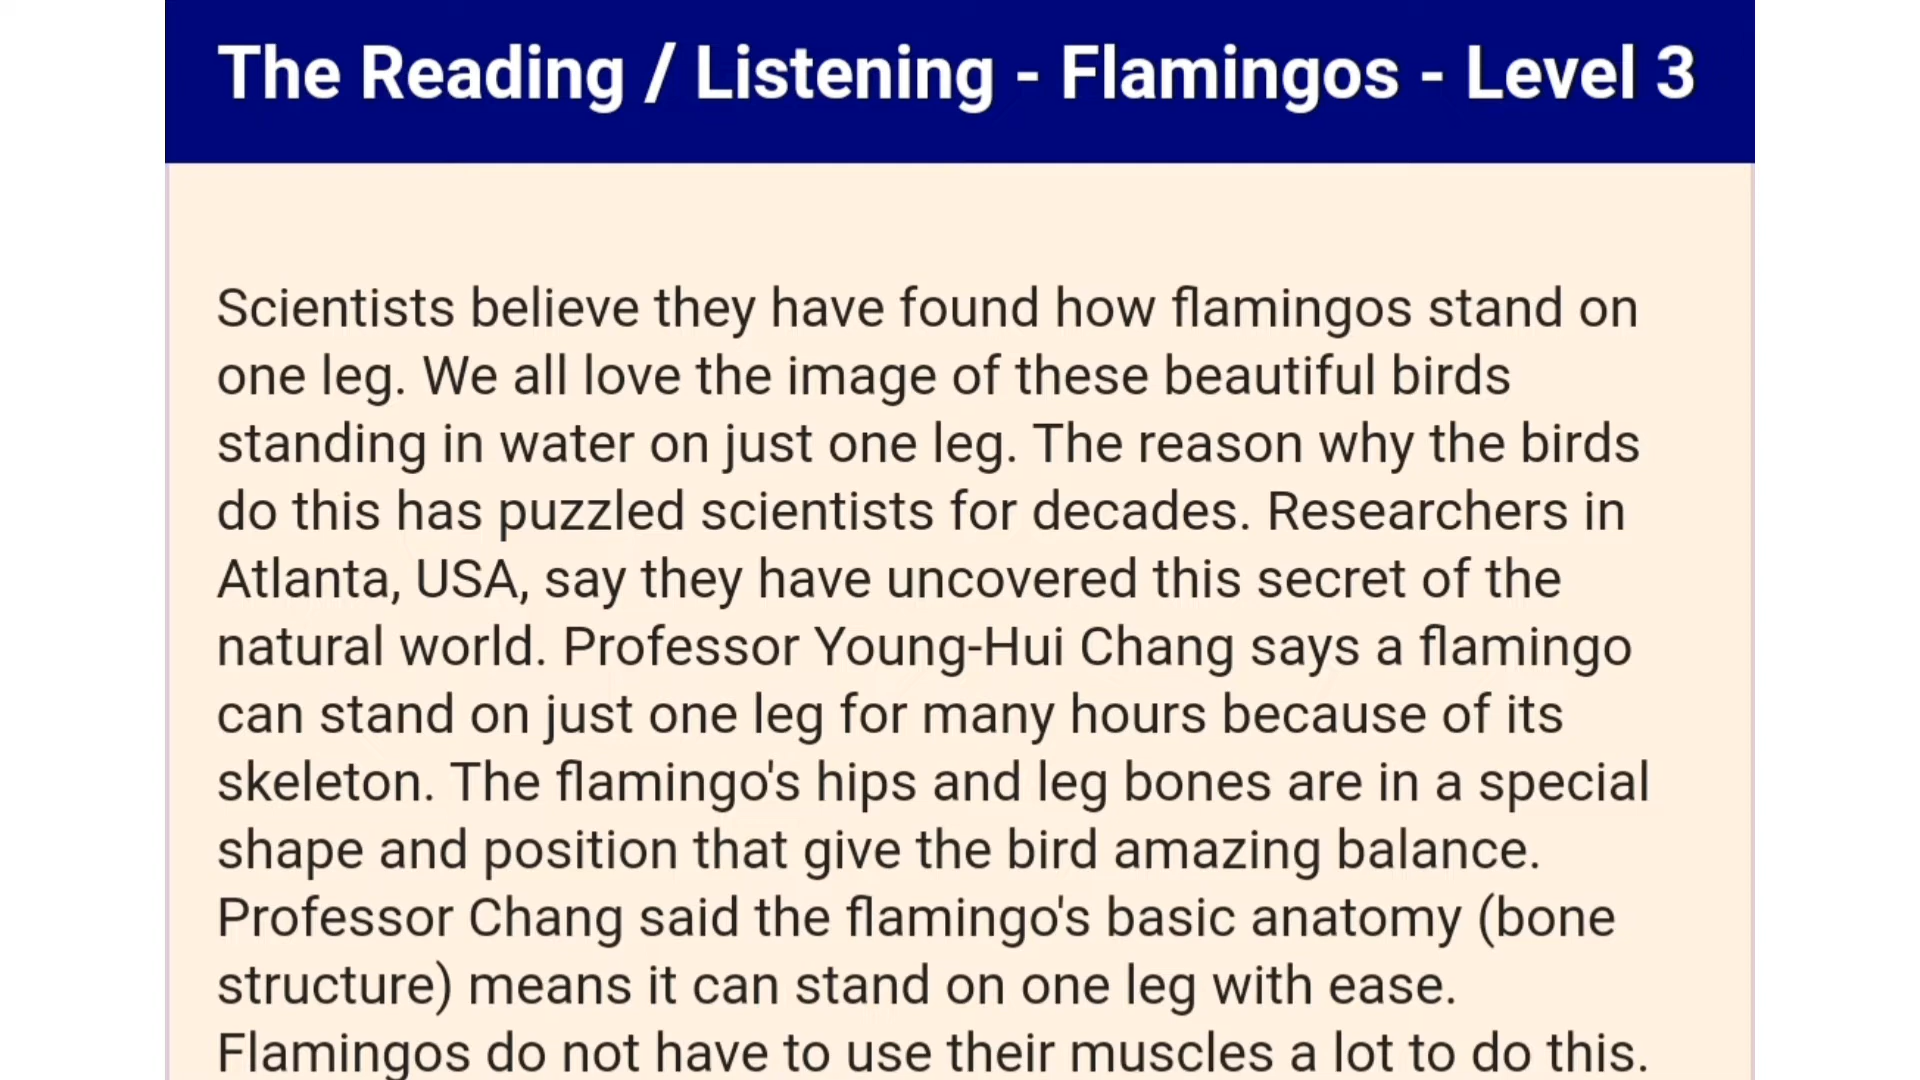 The Reading / Listening - Flamingos - Level 3
Scientists believe they have found how flamingos stand on
one leg. We all love the image of these beautiful birds
standing in water on just one leg. The reason why the birds
do this has puzzled scientists for decades. Researchers in
Atlanta, USA, say they have uncovered this secret of the
natural world. Professor Young-Hui Chang says a flamingo
can stand on just one leg for many hours because of its
skeleton. The flamingo's hips and leg bones are in a special
shape and position that give the bird amazing balance.
Professor Chang said the flamingo's basic anatomy (bone
structure) means it can stand on one leg with ease.
Flamingos do not have to use their muscles a lot to do this.